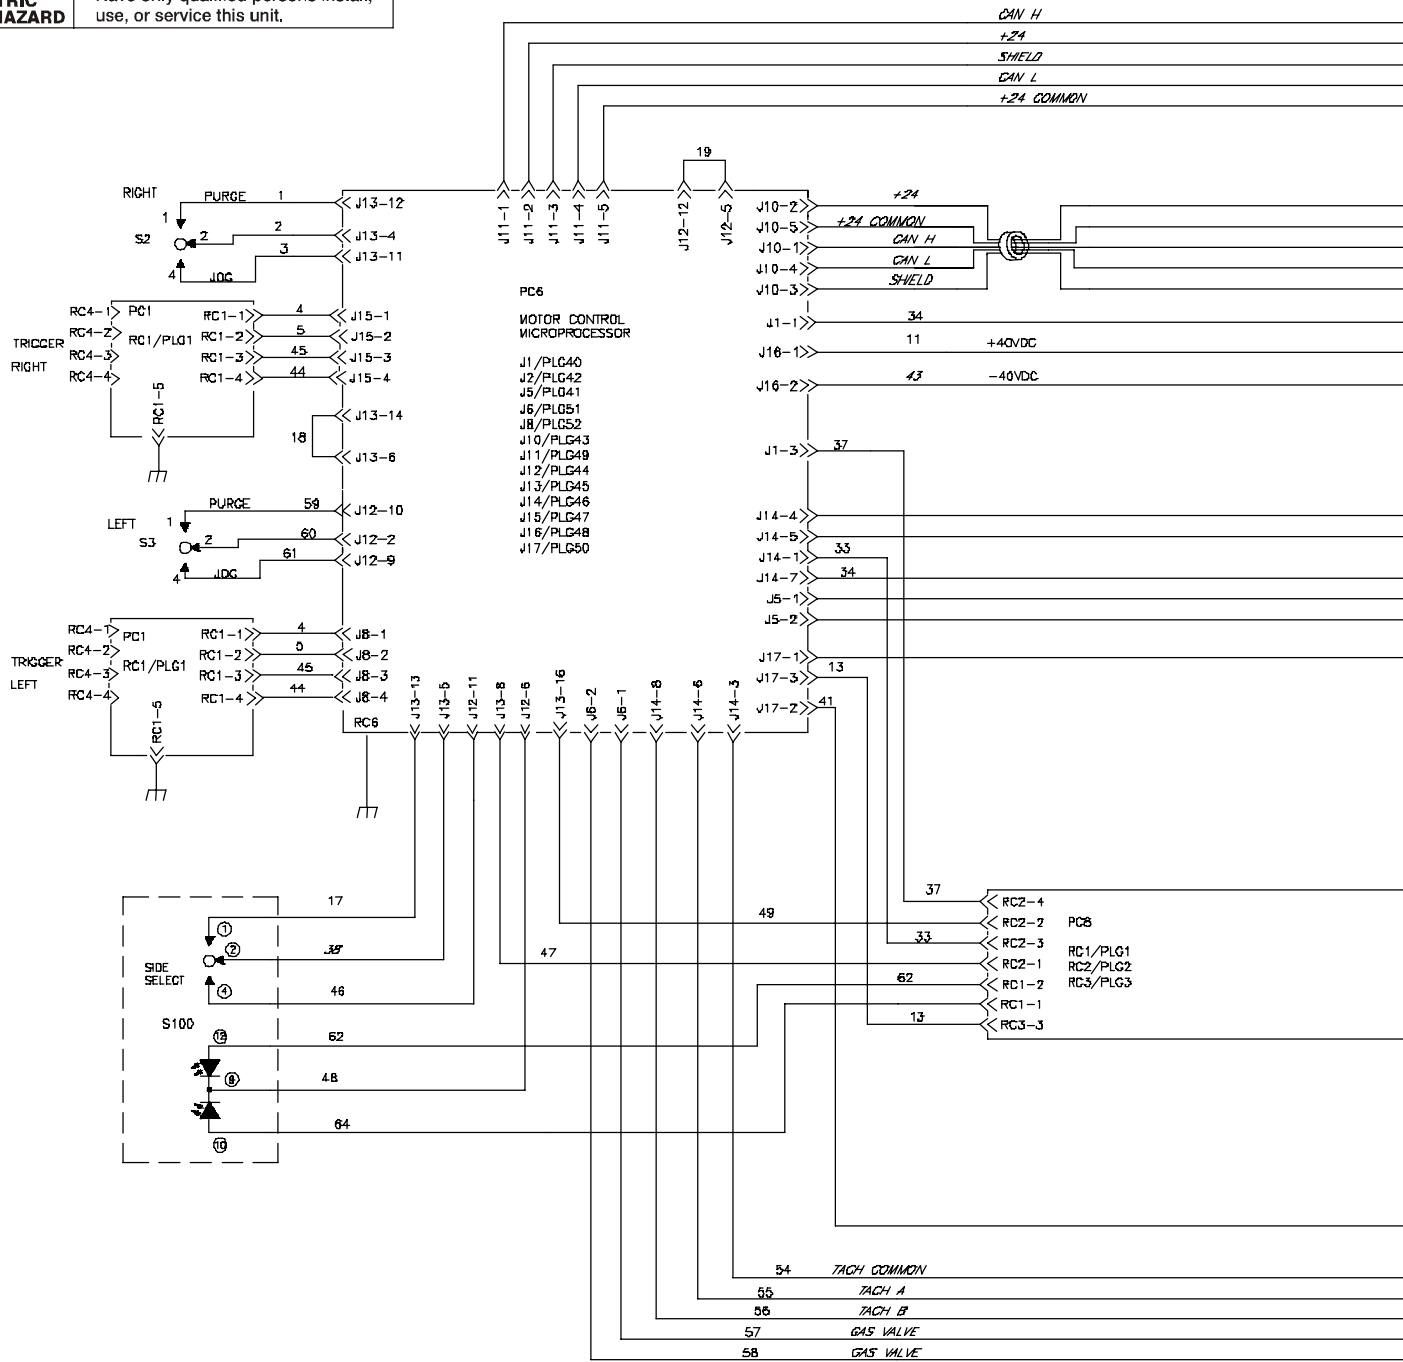 TRIC
HAZARD
use, or service this unit.
CAN H
+24
SHIELD
CAN L
+24 COMMON
19
RIGHT
PURGE
1
J13-12
1
S2
2
2
J13-4
3
J13-11
4
JOG
J11-1
J11-2
J11-3
J11-4
J11-5
J12-12
J12-5
J10-2
+24
J10-5
+24 COMMON
J10-1
CAN H
J10-4
CAN L
J10-3
SHIELD
PC6
MOTOR CONTROL
MICROPROCESSOR
J1/PLG40
J2/PLG42
J5/PLG41
J6/PLG51
J8/PLG52
J10/PLG43
J11/PLG49
J12/PLG44
J13/PLG45
J14/PLG46
J15/PLG47
J16/PLG48
J17/PLG50
TRIGGER
RIGHT
RC4-1
RC4-2
RC4-3
RC4-4
PC1
RC1/PLG1
RC1-1
4
J15-1
RC1-2
5
J15-2
RC1-3
45
J15-3
RC1-4
44
J15-4
RC1-5
J13-14
18
J13-6
J1-1
34
J16-1
11
+40VDC
J16-2
43
-40VDC
J1-3
37
LEFT
PURGE
59
J12-10
1
S3
2
60
J12-2
61
J12-9
4
JOG
J14-4
J14-5
J14-1
33
J14-7
34
J5-1
J5-2
J17-1
J17-3
13
J17-2
41
TRIGGER
LEFT
RC4-1
RC4-2
RC4-3
RC4-4
PC1
RC1/PLG1
RC1-1
4
J8-1
RC1-2
J8-2
RC1-3
45
J8-3
RC1-4
44
J8-4
RC1-5
RC6
J13-13
J13-5
J12-11
J13-8
J12-6
J13-16
J6-2
J6-1
J14-8
J14-6
J14-3
17
1
2
38
SIDE
SELECT
4
46
S100
12
62
9
48
64
10
37
RC2-4
49
RC2-2
PC8
33
RC2-3
47
RC2-1
62
RC1-2
RC1-1
13
RC3-3
RC1/PLG1
RC2/PLG2
RC3/PLG3
54
TACH COMMON
55
TACH A
56
TACH B
57
GAS VALVE
58
GAS VALVE